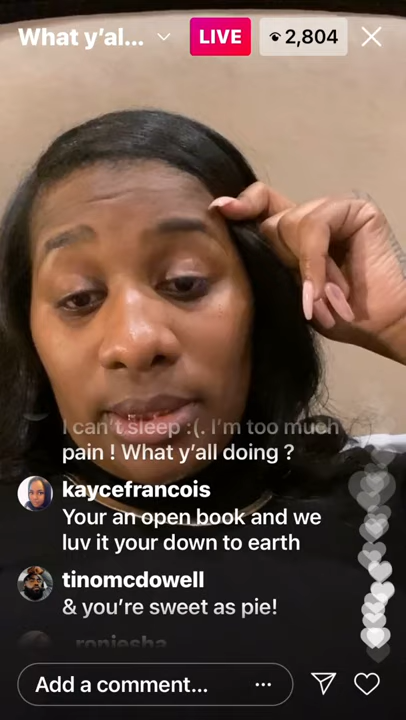 What y'al...
LIVE
2,804
I can't sleep :(. I'm too much
pain ! What y'all doing ?
kaycefrancois
Your an open book and we
luv it your down to earth
tinomcdowell
& you're sweet as pie!
roniesha
Add a comment...